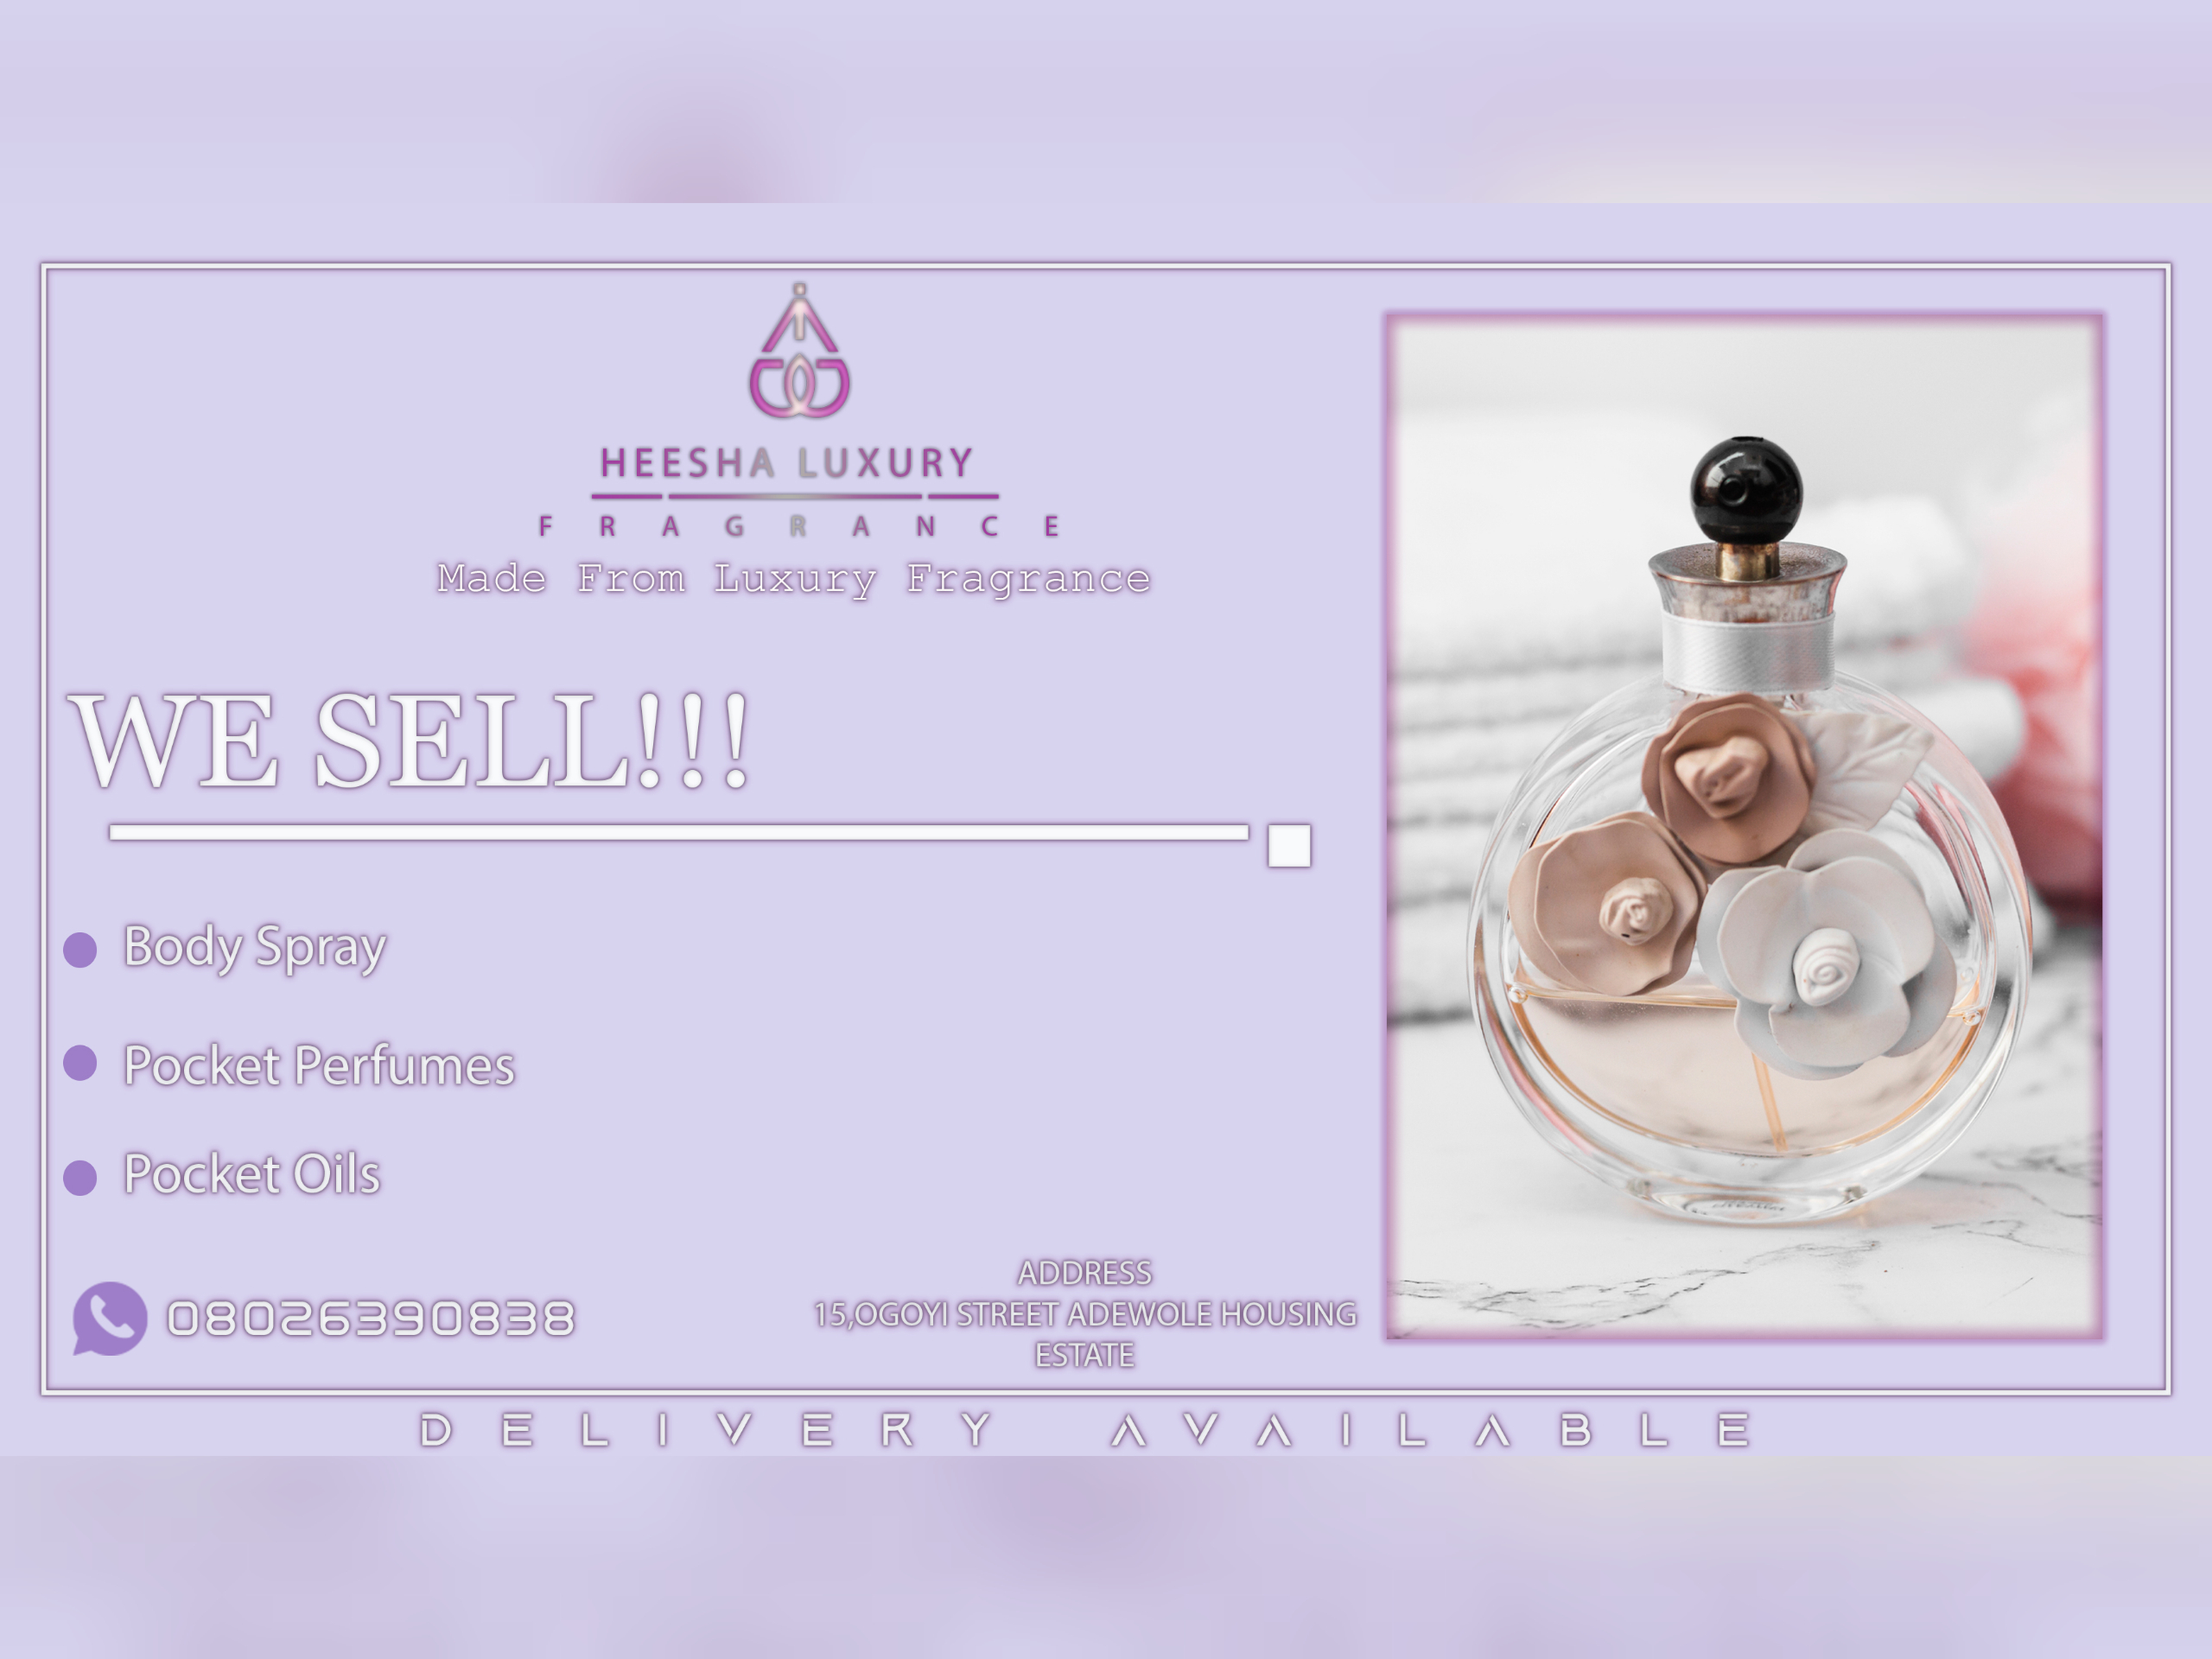 HEESHA LUXURY
FRAGRANCE
Made From Luxury Fragrance
WE SELL!!!
Body Spray
Pocket Perfumes
Pocket Oils
08026390838
ADDRESS
15,OGOYI STREET ADEWOLE HOUSING
ESTATE
DELIVERY AVAILABLE